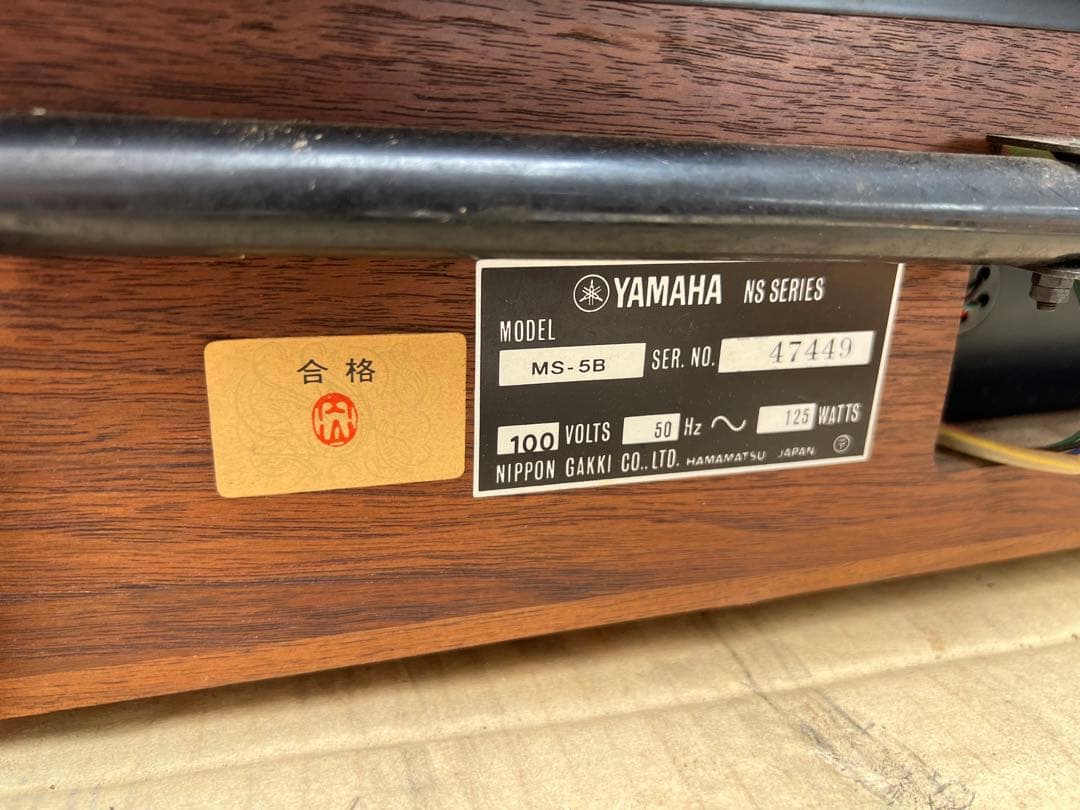 合格
YAMAHA NS SERIES
MODEL
MS-5B SER. NO. 47449
100 VOLTS 50 Hz ~ 125 WATTS
NIPPON GAKKI CO., LTD. HAMAMATSU JAPAN